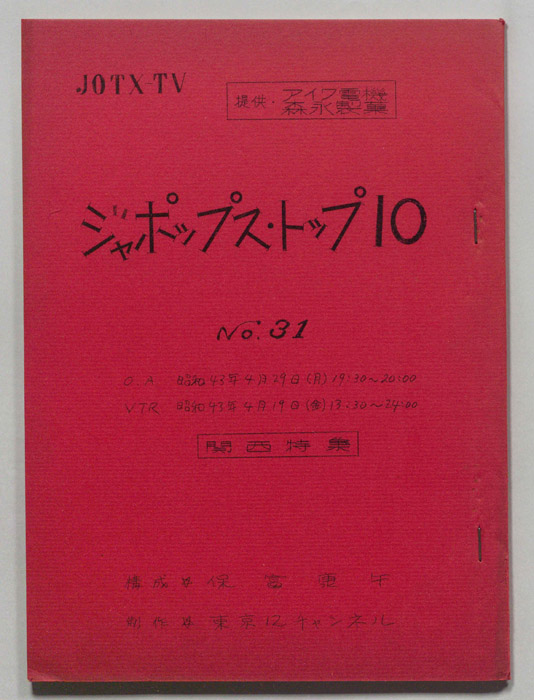 JOTX-TV
提供・アイワ電機
森永製菓
ジャポップス・トップ10
No.31
O.A 昭和43年4月29日(月)19:30〜20:00
VTR 昭和43年4月19日(金)13:30〜24:00
関西特集
構成 保富康午
制作 東京12チャンネル